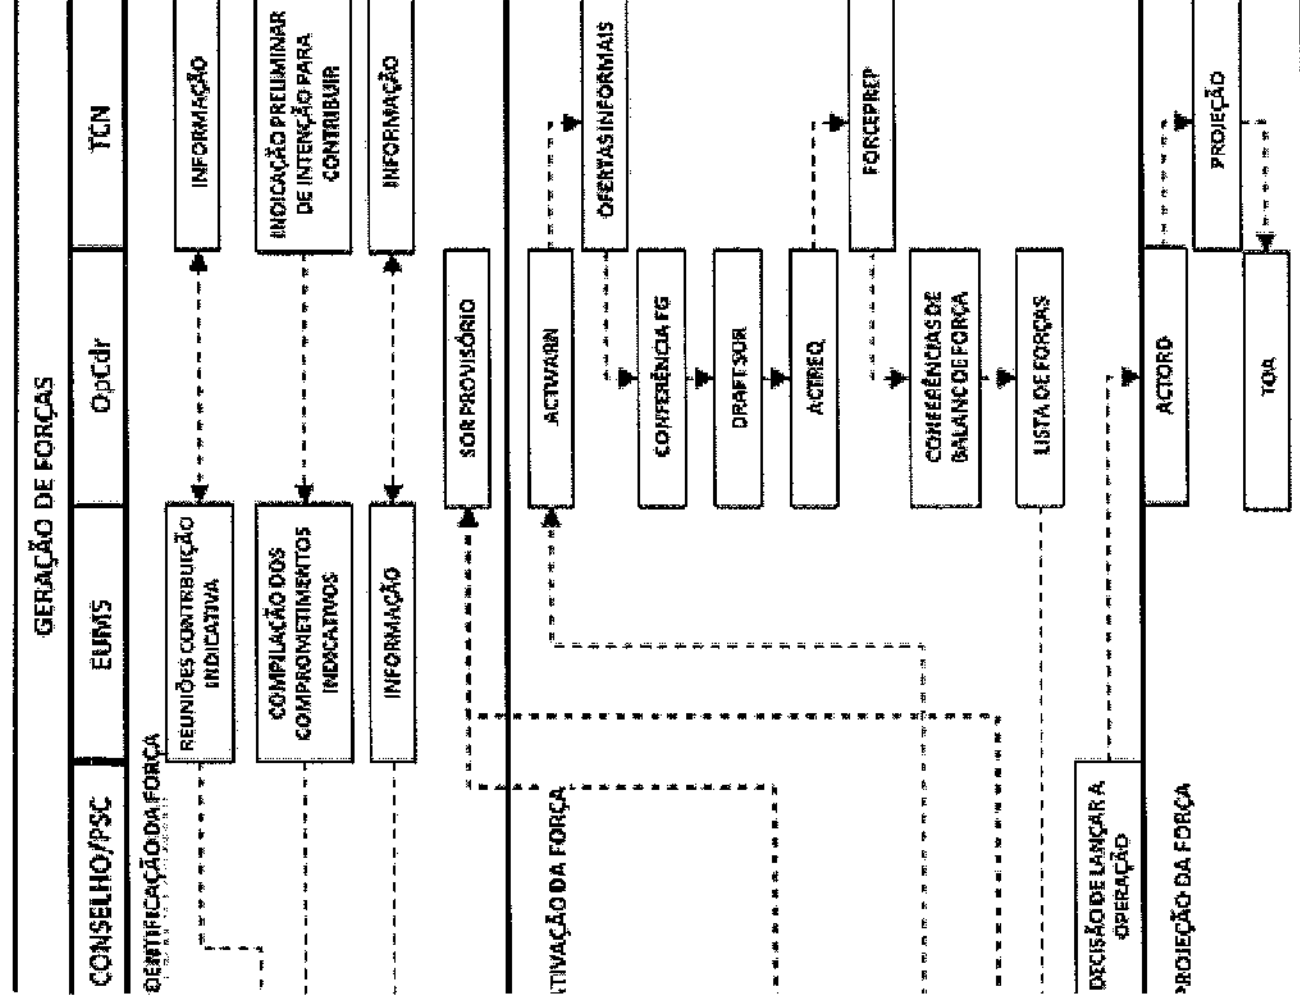 GERAÇÃO DE FORÇAS
CONSELHO/PSC
EUMS
OpCdr
TCN
DENTIFICAÇÃO DA FORÇA
REUNIÕES CONTRIBUIÇÃO
INDICATIVA
INFORMAÇÃO
COMPILAÇÃO DOS
COMPROMETIMENTOS
INDICATIVOS
INDICAÇÃO PRELIMINAR
DE INTENÇÃO PARA
CONTRIBUIR
INFORMAÇÃO
INFORMAÇÃO
SOR PROVISÓRIO
TIVAÇÃO DA FORÇA
ACTWARN
OFERTAS INFORMAIS
CONFERÊNCIA FG
DRAFT SOR
ACTREQ
FORCEPREP
CONFERÊNCIAS DE
BALANC DE FORÇA
LISTA DE FORÇAS
DECISÃO DE LANÇAR A
OPERAÇÃO
PROJEÇÃO DA FORÇA
ACTORD
PROJEÇÃO
TOA